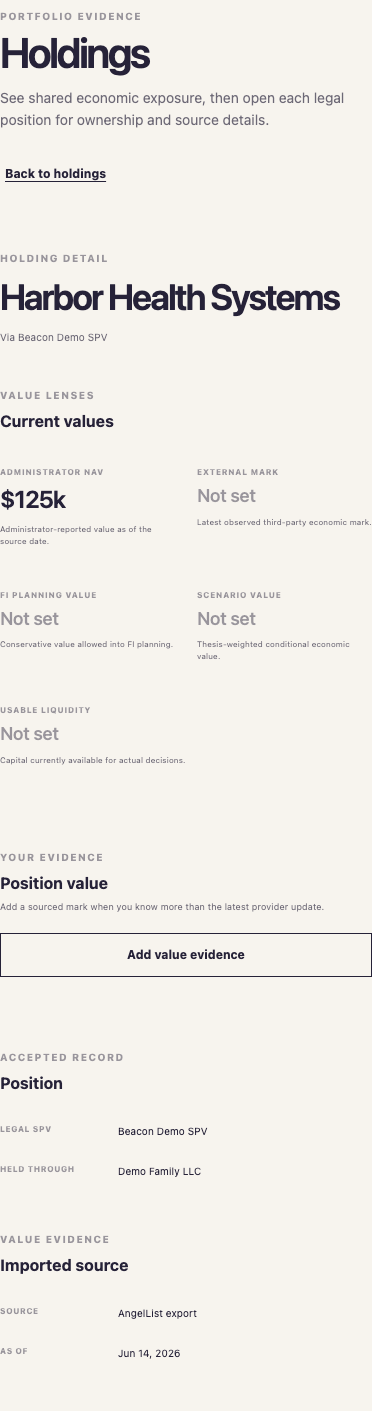 PORTFOLIO EVIDENCE
Holdings
See shared economic exposure, then open each legal
position for ownership and source details.
Back to holdings
HOLDING DETAIL
Harbor Health Systems
Via Beacon Demo SPV
VALUE LENSES
Current values
ADMINISTRATOR NAV
$125k
Administrator-reported value as of the
source date.
EXTERNAL MARK
Not set
Latest observed third-party economic mark.
FI PLANNING VALUE
Not set
Conservative value allowed into FI planning.
SCENARIO VALUE
Not set
Thesis-weighted conditional economic
value.
USABLE LIQUIDITY
Not set
Capital currently available for actual decisions.
YOUR EVIDENCE
Position value
Add a sourced mark when you know more than the latest provider update.
Add value evidence
ACCEPTED RECORD
Position
LEGAL SPV
Beacon Demo SPV
HELD THROUGH
Demo Family LLC
VALUE EVIDENCE
Imported source
SOURCE
AngelList export
AS OF
Jun 14, 2026